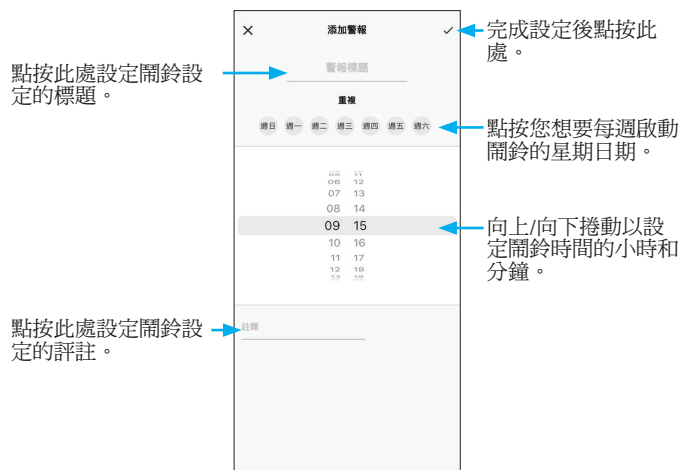 添加警報
完成設定後點按此
處。
點按此處設定鬧鈴設
定的標題。
警報標題
重複
週日 週一 週二 週三 週四 週五 週六
點按您想要每週啟動
鬧鈴的星期日期。
05 11
06 12
07 13
08 14
09 15
10 16
11 17
12 18
13 19
向上/向下捲動以設
定鬧鈴時間的小時和
分鐘。
點按此處設定鬧鈴設
定的評註。
註釋